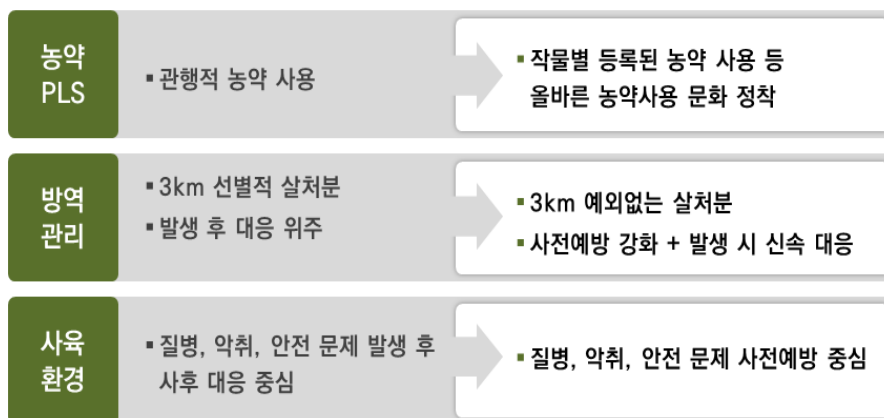 농약
PLS
▪ 관행적 농약 사용
▪ 작물별 등록된 농약 사용 등
올바른 농약사용 문화 정착
방역
관리
▪ 3km 선별적 살처분
▪ 발생 후 대응 위주
▪ 3km 예외없는 살처분
▪ 사전예방 강화 + 발생 시 신속 대응
사육
환경
▪ 질병, 악취, 안전 문제 발생 후
사후 대응 중심
▪ 질병, 악취, 안전 문제 사전예방 중심